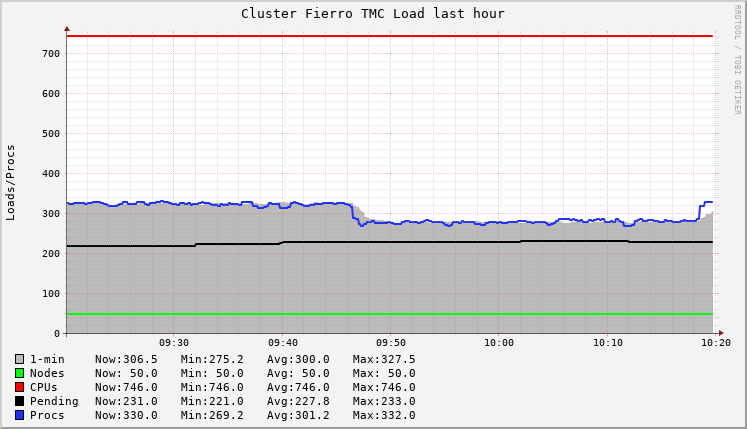 Cluster Fierro TMC Load last hour
RRDTOOL / TOBI OETIKER
Loads/Procs
700
600
500
400
300
200
100
0
09:30 09:40 09:50 10:00 10:10 10:20
1-min Now:306.5 Min:275.2 Avg:300.0 Max:327.5
Nodes Now: 50.0 Min: 50.0 Avg: 50.0 Max: 50.0
CPUs Now:746.0 Min:746.0 Avg:746.0 Max:746.0
Pending Now:231.0 Min:221.0 Avg:227.8 Max:233.0
Procs Now:330.0 Min:269.2 Avg:301.2 Max:332.0